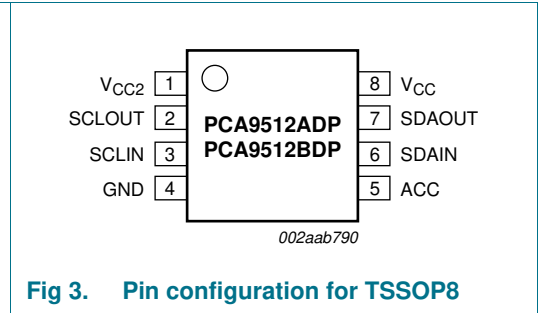 VCC2 1 8 VCC
SCLOUT 2 PCA9512ADP 7 SDAOUT
SCLIN 3 PCA9512BDP 6 SDAIN
GND 4 5 ACC
002aab790
Fig 3. Pin configuration for TSSOP8